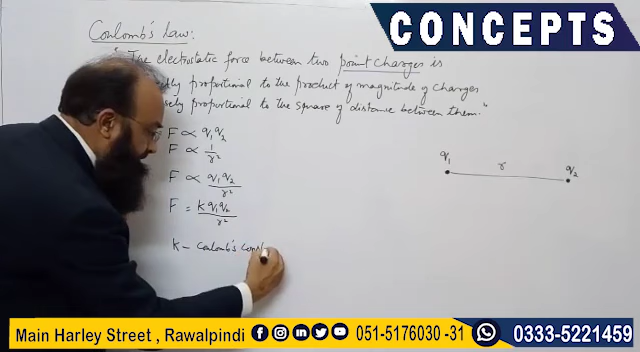 CONCEPTS
Coulomb's Law:
" The electrostatic force between two point charges is
proportional to the product of magnitude of charges
proportional to the square of distance between them."
F ∝ q₁q₂
F ∝ 1/r²
F ∝ q₁q₂/r²
F = Kq₁q₂/r²
K – Coulomb's Const
q₁ r q₂
Main Harley Street , Rawalpindi 051-5176030 -31 0333-5221459